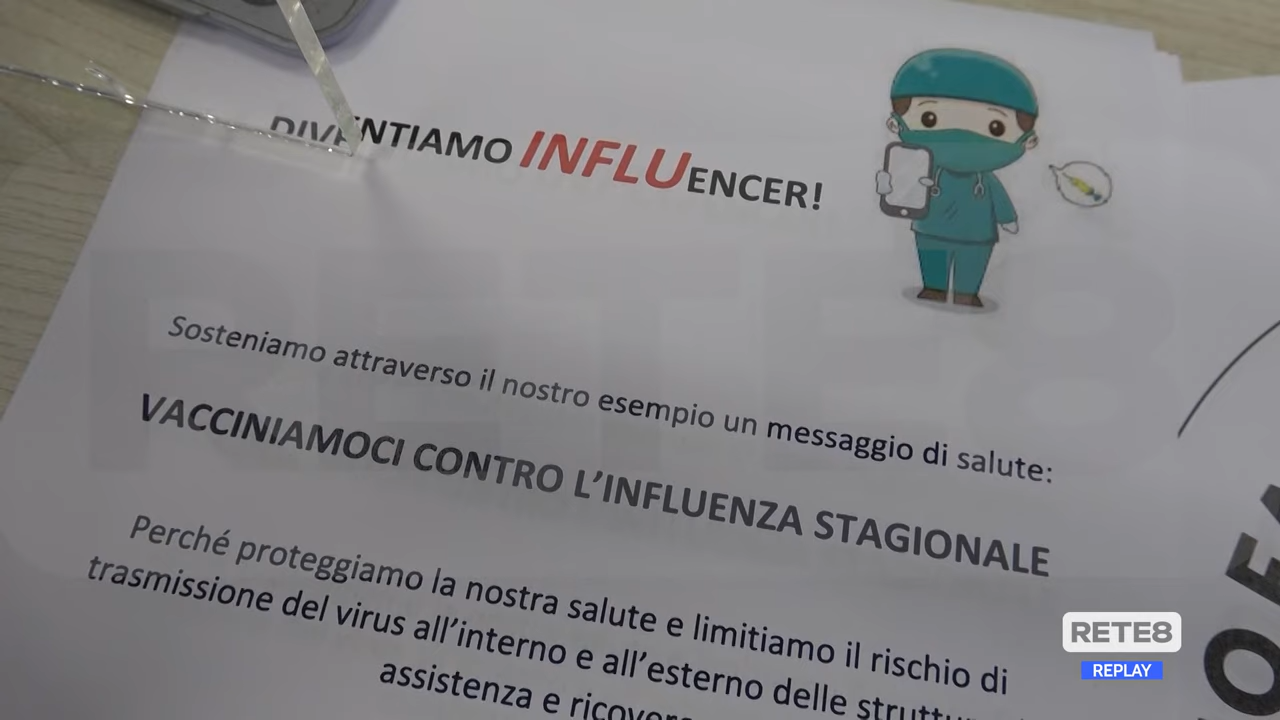 DIVENTIAMO INFLUENCER!
Sosteniamo attraverso il nostro esempio un messaggio di salute:
VACCINIAMOCI CONTRO L'INFLUENZA STAGIONALE
Perché proteggiamo la nostra salute e limitiamo il rischio di
trasmissione del virus all'interno e all'esterno delle
assistenza e
RETE8
REPLAY